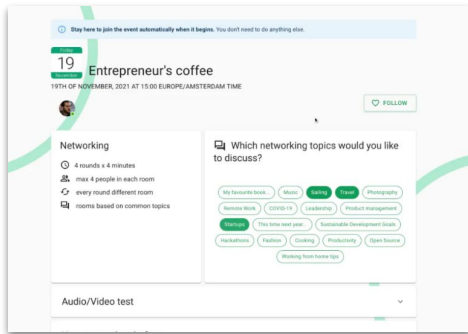 Stay here to join the event automatically when it begins. You don't need to do anything else.
Friday
19
November
Entrepreneur's coffee
19TH OF NOVEMBER, 2021 AT 15:00 EUROPE/AMSTERDAM TIME
FOLLOW
Networking
4 rounds x 4 minutes
max 4 people in each room
every round different room
rooms based on common topics
Which networking topics would you like
to discuss?
My favourite book... Music Sailing Travel Photography
Remote Work COVID-19 Leadership Product management
Startups This time next year... Sustainable Development Goals
Hackathons Fashion Cooking Productivity Open Source
Working from home tips
Audio/Video test